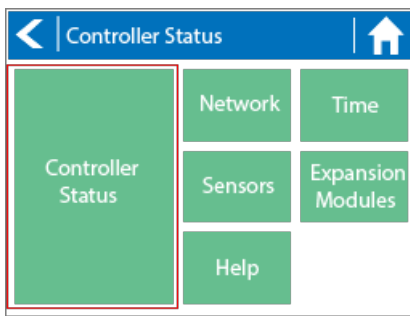 Controller Status
Controller
Status
Network
Time
Sensors
Expansion
Modules
Help